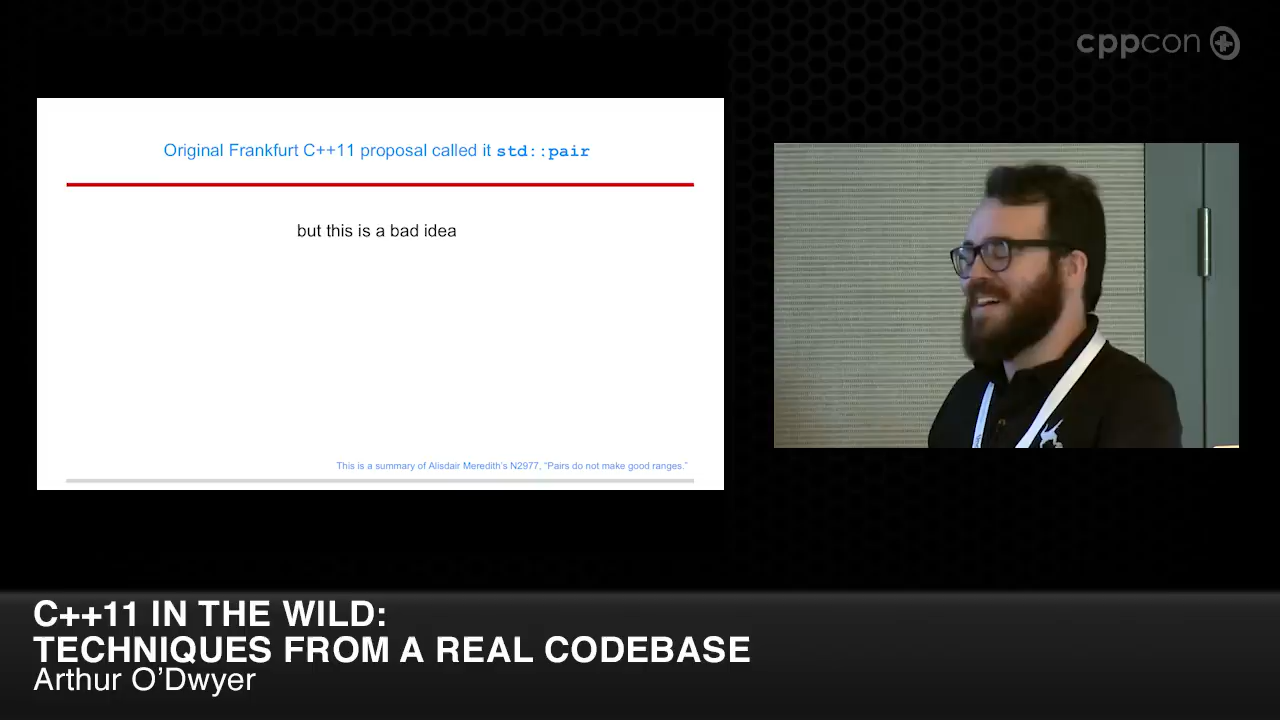 cppcon
Original Frankfurt C++11 proposal called it std::pair
but this is a bad idea
This is a summary of Alisdair Meredith's N2977, “Pairs do not make good ranges.”
C++11 IN THE WILD:
TECHNIQUES FROM A REAL CODEBASE
Arthur O’Dwyer